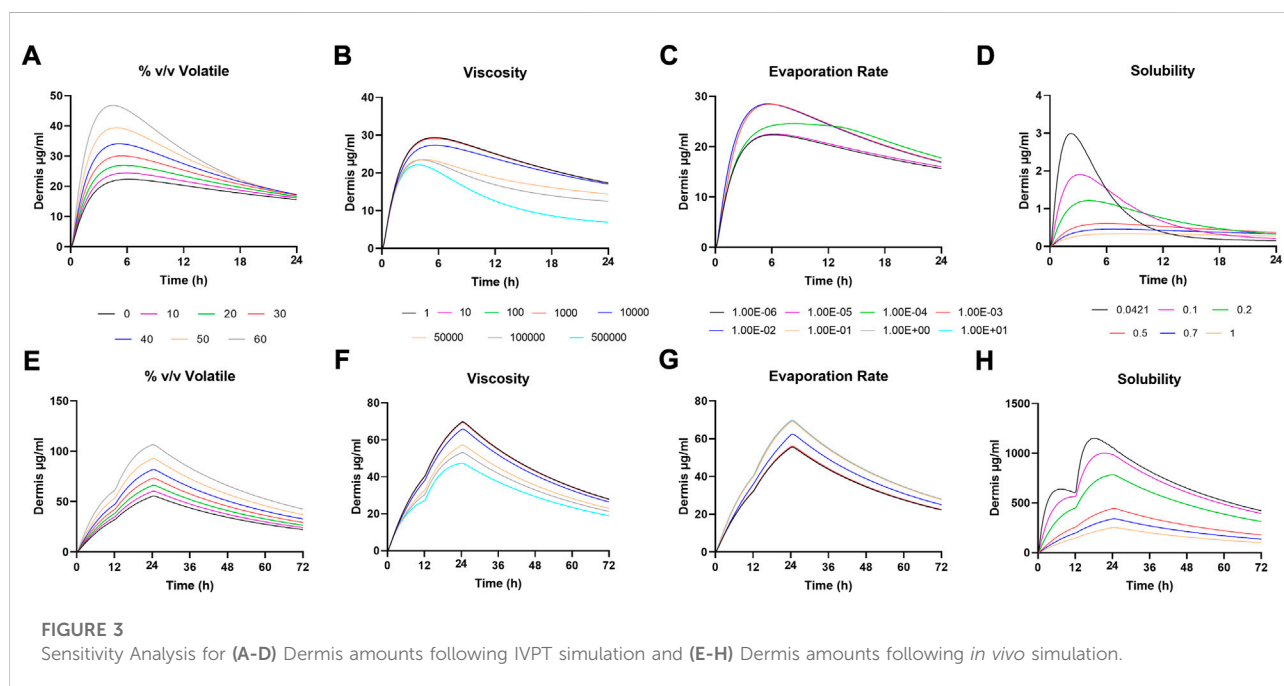 A
% v/v Volatile
Dermis µg/ml
50
40
30
20
10
0
0 6 12 18 24
Time (h)
0 10 20 30
40 50 60
B
Viscosity
Dermis µg/ml
40
30
20
10
0
0 6 12 18 24
Time (h)
1 10 100 1000 10000
50000 100000 500000
C
Evaporation Rate
Dermis µg/ml
30
20
10
0
0 6 12 18 24
Time (h)
1.00E-06 1.00E-05 1.00E-04 1.00E-03
1.00E-02 1.00E-01 1.00E+00 1.00E+01
D
Solubility
Dermis µg/ml
4
3
2
1
0
0 6 12 18 24
Time (h)
0.0421 0.1 0.2
0.5 0.7 1
E
% v/v Volatile
Dermis µg/ml
150
100
50
0
0 12 24 36 48 60 72
Time (h)
F
Viscosity
Dermis µg/ml
80
60
40
20
0
0 12 24 36 48 60 72
Time (h)
G
Evaporation Rate
Dermis µg/ml
80
60
40
20
0
0 12 24 36 48 60 72
Time (h)
H
Solubility
Dermis µg/ml
1500
1000
500
0
0 12 24 36 48 60 72
Time (h)
FIGURE 3
Sensitivity Analysis for (A-D) Dermis amounts following IVPT simulation and (E-H) Dermis amounts following in vivo simulation.